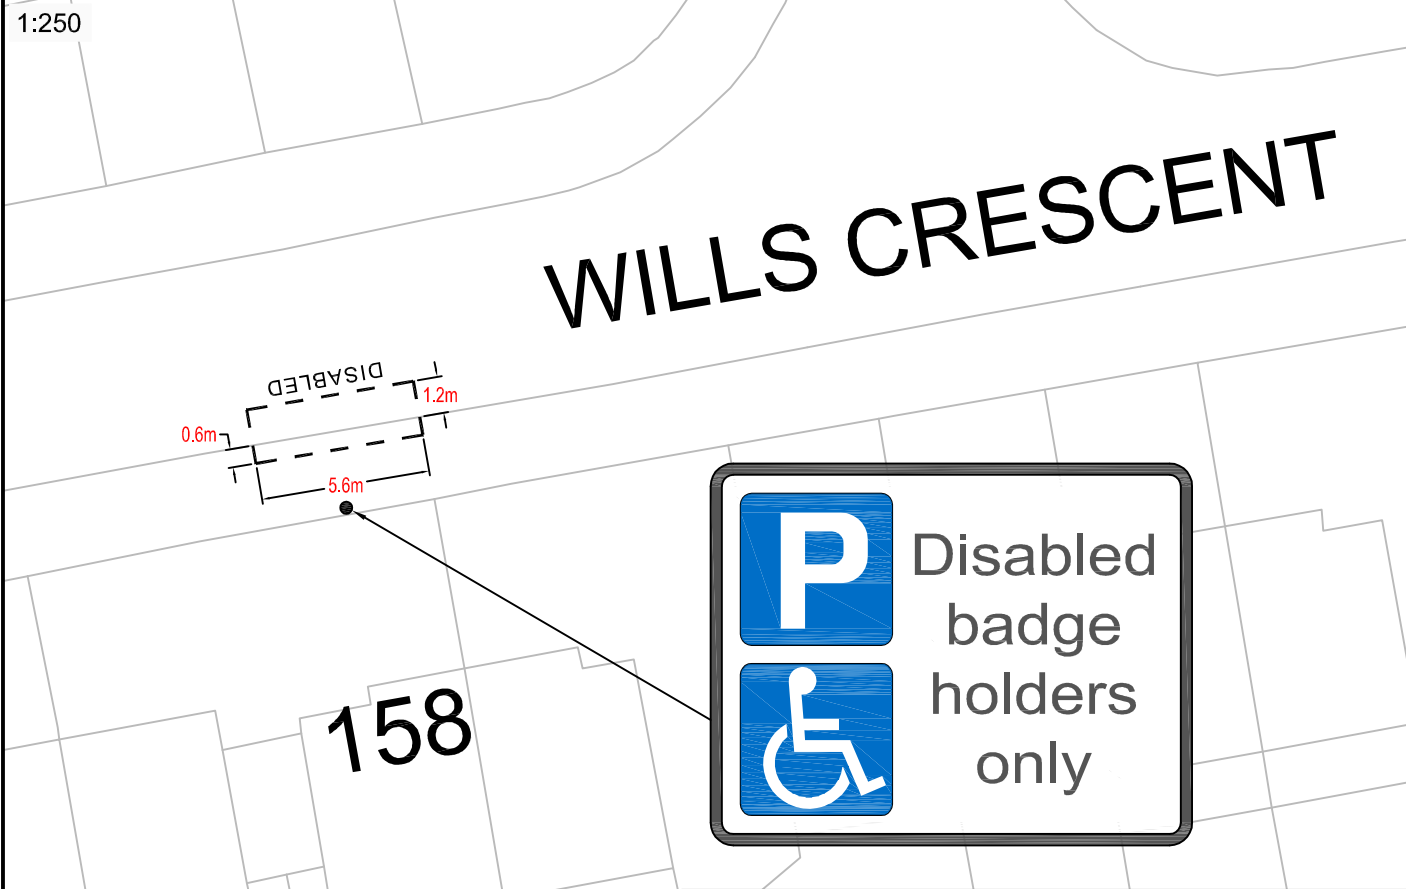 1:250
WILLS CRESCENT
DISABLED
1.2m
0.6m
5.6m
P
Disabled
badge
holders
only
158